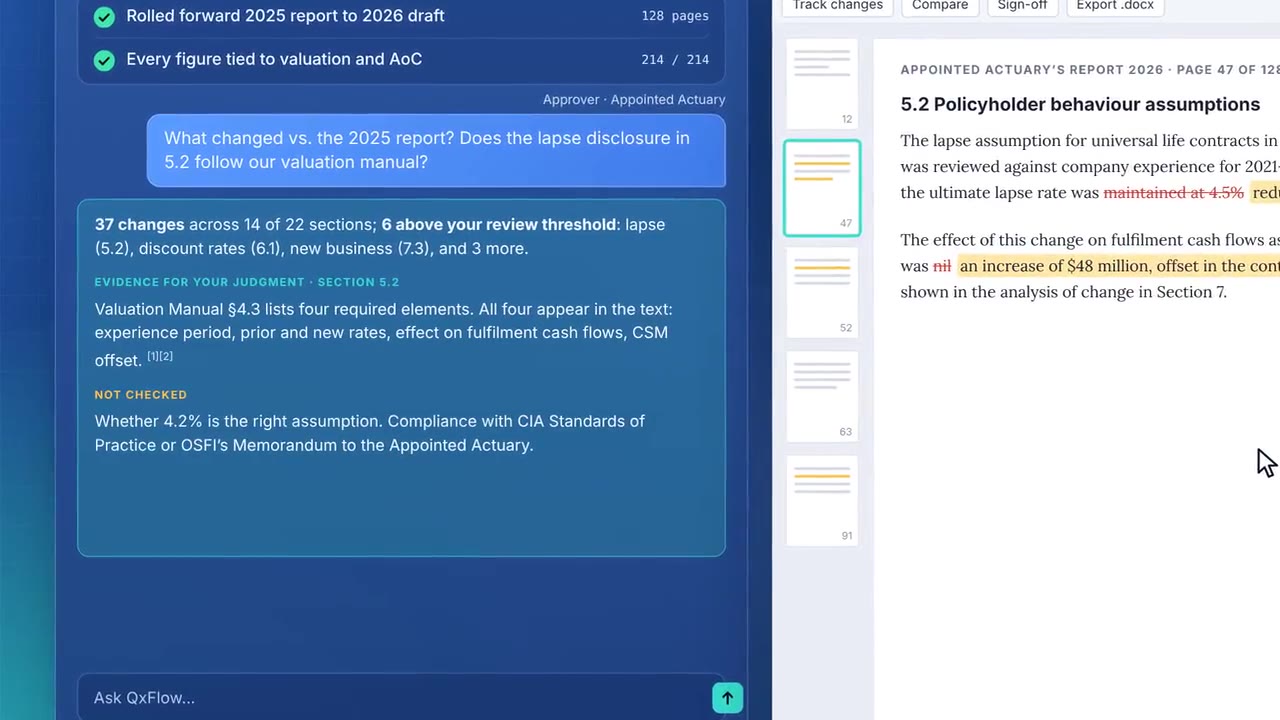 Rolled forward 2025 report to 2026 draft 128 pages
Every figure tied to valuation and AoC 214 / 214
Approver · Appointed Actuary
What changed vs. the 2025 report? Does the lapse disclosure in
5.2 follow our valuation manual?
37 changes across 14 of 22 sections; 6 above your review threshold: lapse
(5.2), discount rates (6.1), new business (7.3), and 3 more.
EVIDENCE FOR YOUR JUDGMENT · SECTION 5.2
Valuation Manual §4.3 lists four required elements. All four appear in the text:
experience period, prior and new rates, effect on fulfilment cash flows, CSM
offset. [1][2]
NOT CHECKED
Whether 4.2% is the right assumption. Compliance with CIA Standards of
Practice or OSFI's Memorandum to the Appointed Actuary.
Ask QxFlow...
Track changes Compare Sign-off Export .docx
12
47
52
63
91
APPOINTED ACTUARY'S REPORT 2026 · PAGE 47 OF 128
5.2 Policyholder behaviour assumptions
The lapse assumption for universal life contracts in
was reviewed against company experience for 2021-
the ultimate lapse rate was maintained at 4.5%
The effect of this change on fulfilment cash flows
was nil an increase of $48 million, offset in the
shown in the analysis of change in Section 7.